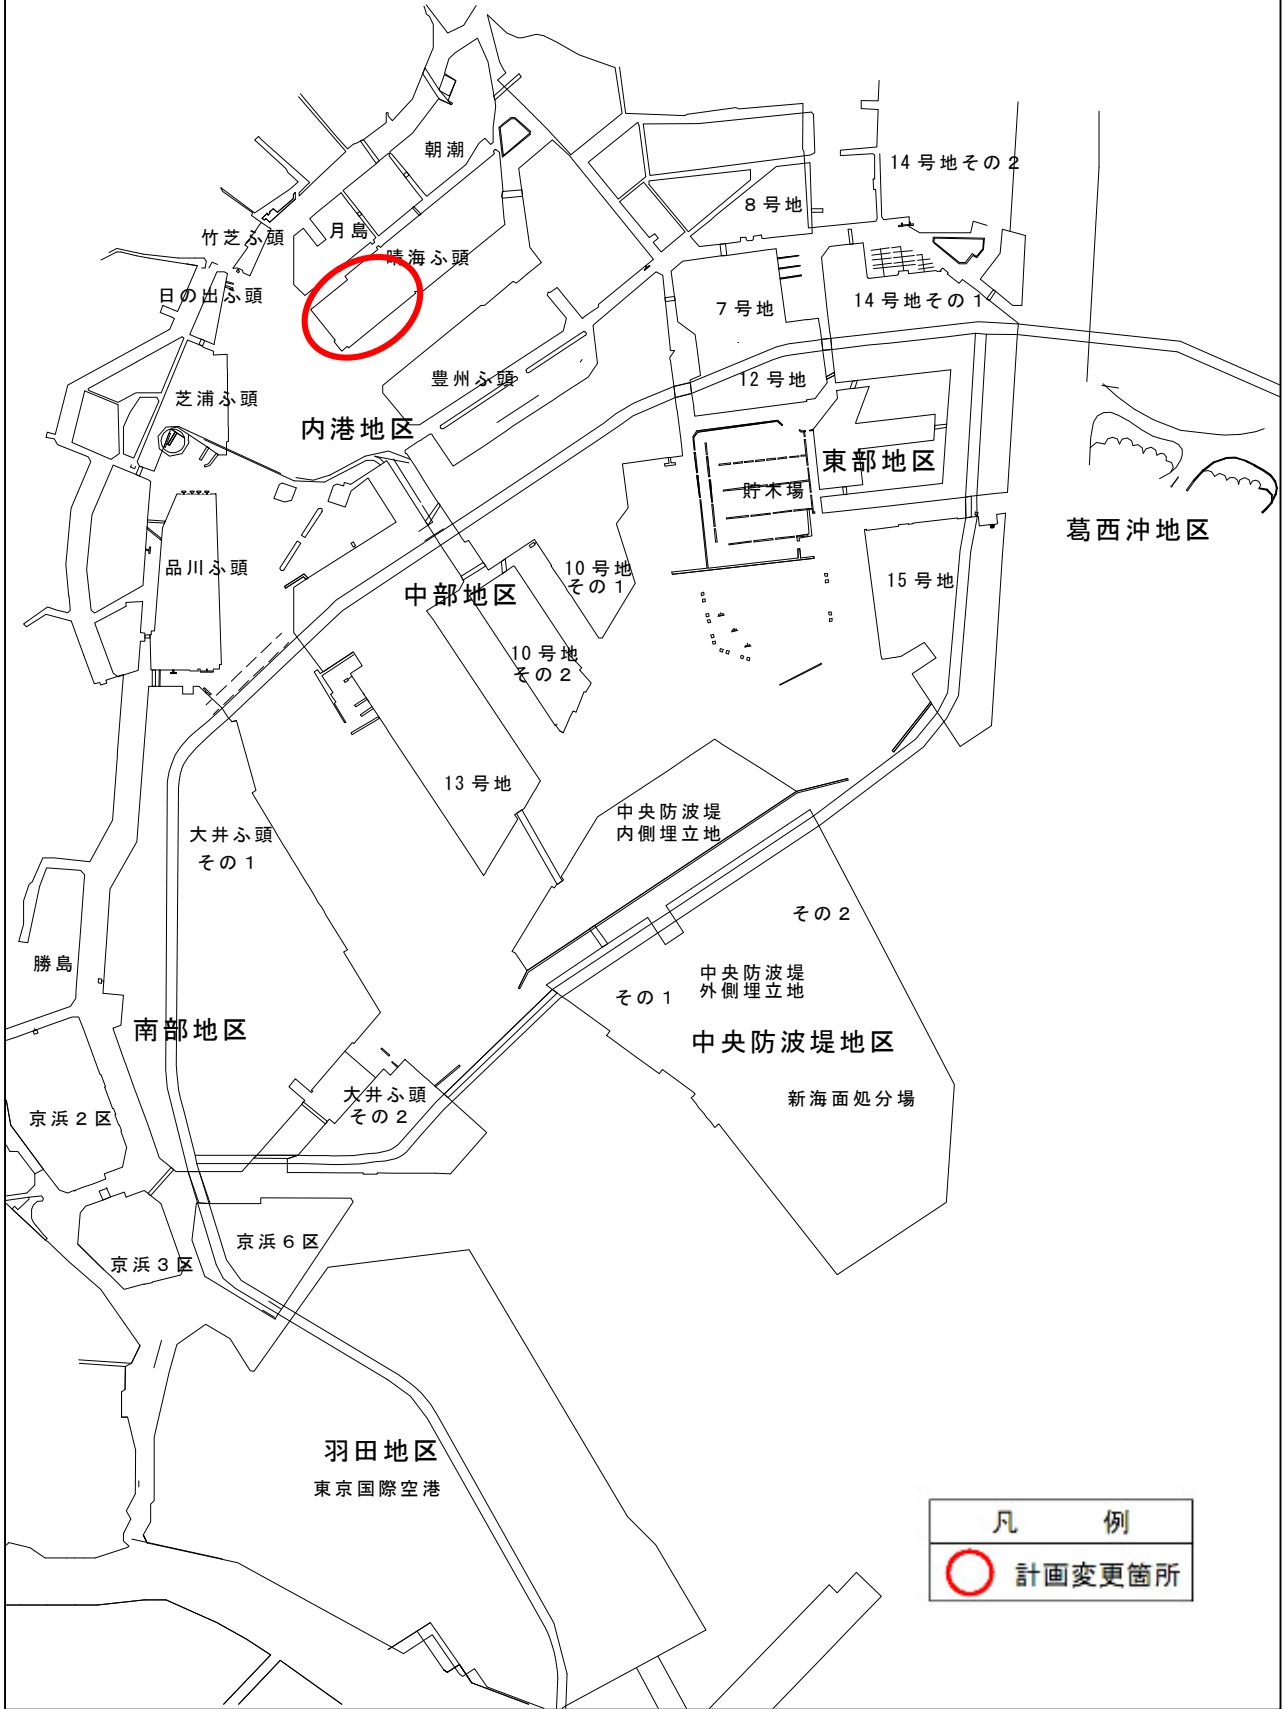 朝潮
14号地その2
8号地
月島
竹芝ふ頭
晴海ふ頭
日の出ふ頭
7号地
14号地その1
豊州ふ頭
12号地
芝浦ふ頭
内港地区
東部地区
貯木場
葛西沖地区
品川ふ頭
10号地
その1
15号地
中部地区
10号地
その2
13号地
中央防波堤
内側埋立地
大井ふ頭
その1
その2
勝島
中央防波堤
外側埋立地
その1
南部地区
中央防波堤地区
大井ふ頭
その2
新海面処分場
京浜2区
京浜6区
京浜3区
羽田地区
東京国際空港
凡 例
計画変更箇所